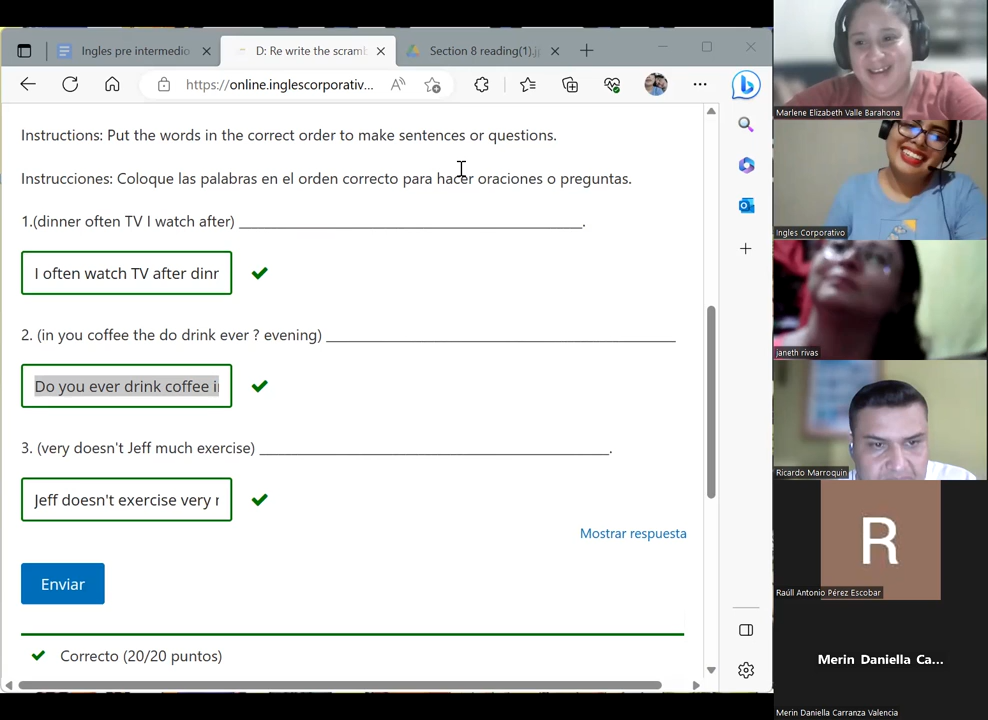 Ingles pre intermedio
D: Re write the scramb
Section 8 reading(1).j
https://online.inglescorporativ...
Instructions: Put the words in the correct order to make sentences or questions.
Instrucciones: Coloque las palabras en el orden correcto para hacer oraciones o preguntas.
1.(dinner often TV I watch after) ________________________________________.
I often watch TV after dinr
2. (in you coffee the do drink ever ? evening) ________________________________________
Do you ever drink coffee i
3. (very doesn't Jeff much exercise) ________________________________________.
Jeff doesn't exercise very r
Mostrar respuesta
Enviar
Correcto (20/20 puntos)
Marlene Elizabeth Valle Barahona
Ingles Corporativo
janeth rivas
Ricardo Marroquin
R
Raúll Antonio Pérez Escobar
Merin Daniella Ca...
Merin Daniella Carranza Valencia